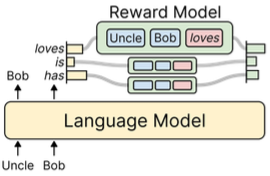 Reward Model
Uncle Bob loves
loves
is
has
Bob
Language Model
Uncle Bob